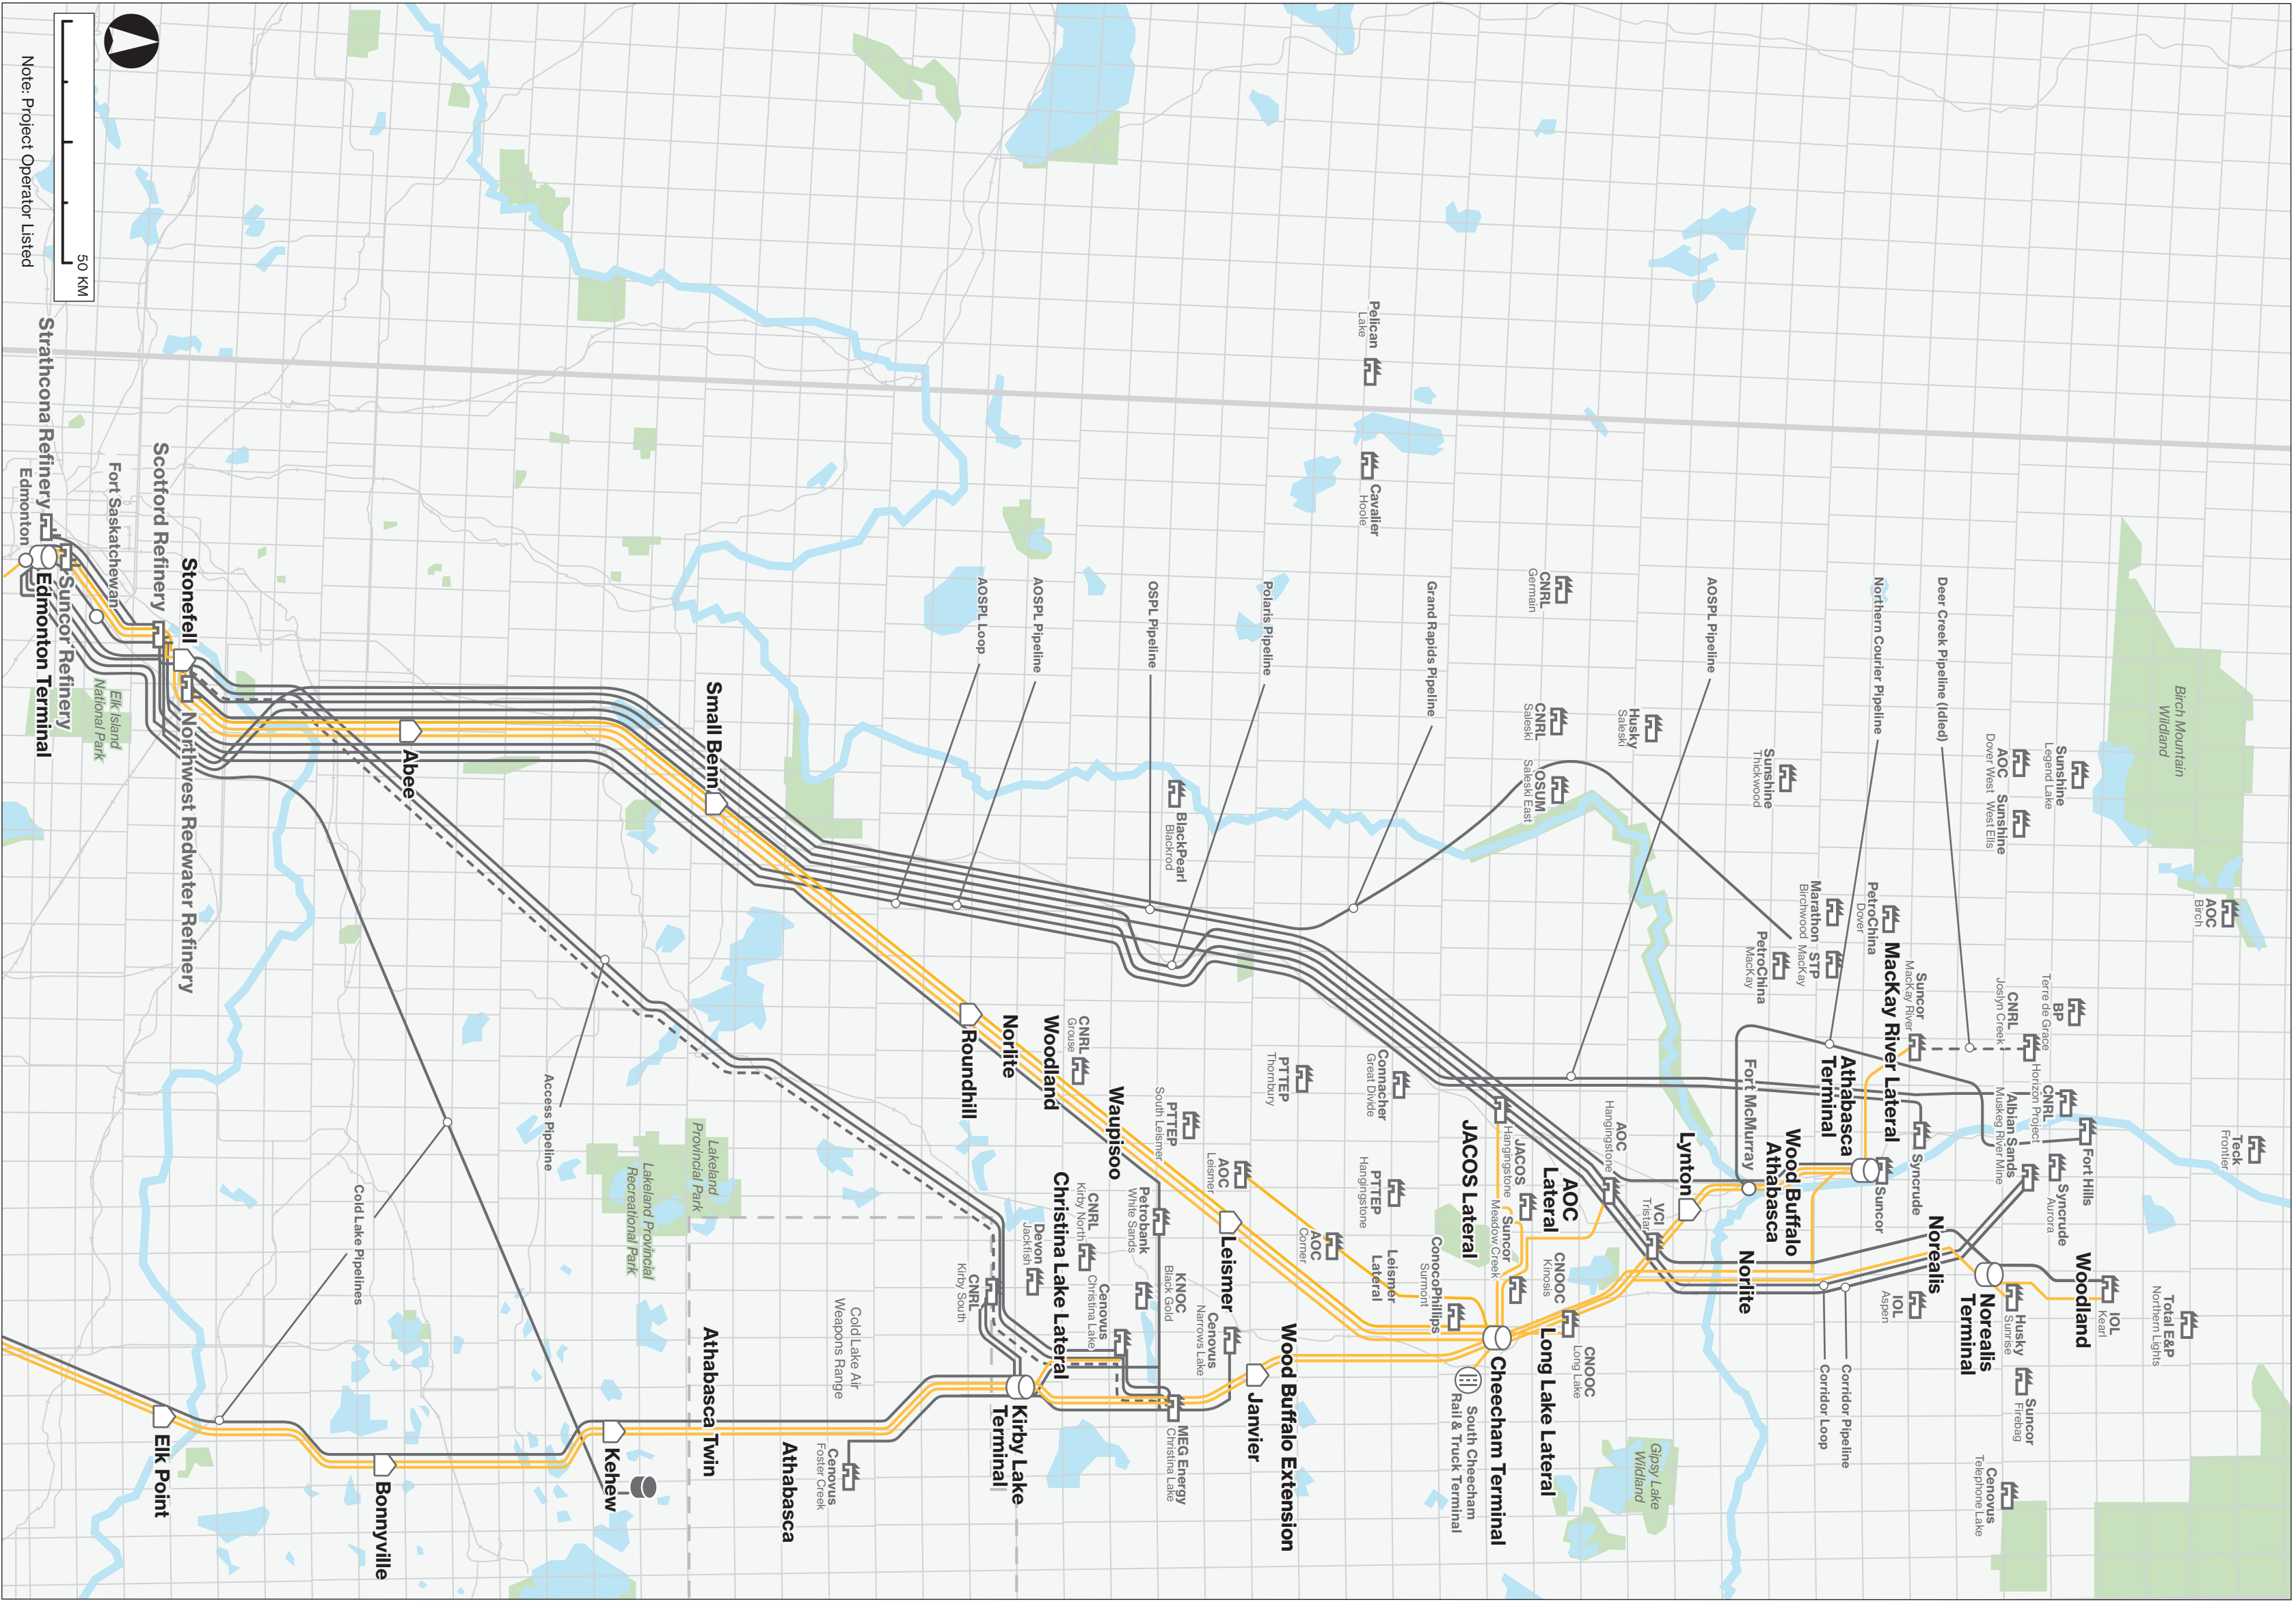 Teck
Frontier
Total E&P
Northern Lights
AOC
Birch
Birch Mountain
Wildland
IOL
Kearl
Woodland
Fort Hills
Syncrude
Aurora
CNRL
Horizon Project
BP
Terre de Grace
Sunshine
Legend Lake
Albian Sands
Muskeg River Mine
CNRL
Joslyn Creek
AOC
Dover West
Sunshine
West Ells
Husky
Sunrise
Suncor
Firebag
Cenovus
Telephone Lake
Norealis
Terminal
Norealis
Deer Creek Pipeline (Idled)
Northern Courier Pipeline
Suncor
MacKay River
MacKay River Lateral
Syncrude
Suncor
IOL
Aspen
PetroChina
Dover
Athabasca
Terminal
Marathon
Birchwood
STP
MacKay
Corridor Pipeline
Corridor Loop
Wood Buffalo
Athabasca
Sunshine
Thickwood
PetroChina
MacKay
Fort McMurray
Norlite
AOSPL Pipeline
Lynton
VCI
Tristar
Gipsy Lake
Wildland
Husky
Saleski
AOC
Hangingstone
AOC
Lateral
CNRL
Germain
CNRL
Saleski
OSUM
Saleski East
CNOOC
Kinosis
CNOOC
Long Lake
Long Lake Lateral
JACOS
Hangingstone
Suncor
Meadow Creek
JACOS Lateral
Cheecham Terminal
South Cheecham
Rail & Truck Terminal
ConocoPhillips
Surmont
Grand Rapids Pipeline
Leismer
Lateral
Connacher
Great Divide
PTTEP
Hangingstone
Pelican
Lake
Cavalier
Hoole
AOC
Corner
PTTEP
Thornbury
Wood Buffalo Extension
Janvier
Polaris Pipeline
Leismer
AOC
Leismer
Cenovus
Narrows Lake
PTTEP
South Leismer
KNOC
Black Gold
MEG Energy
Christina Lake
BlackPearl
Blackrod
OSPL Pipeline
Petrobank
White Sands
Waupisoo
Cenovus
Christina Lake
CNRL
Kirby North
CNRL
Grouse
Christina Lake Lateral
Woodland
Norlite
Devon
Jackfish
AOSPL Pipeline
AOSPL Loop
Kirby Lake
Terminal
Roundhill
CNRL
Kirby South
Cold Lake Air
Weapons Range
Cenovus
Foster Creek
Athabasca
Athabasca Twin
Lakeland
Provincial Park
Lakeland Provincial
Recreational Park
Small Benn
Kehew
Access Pipeline
Abee
Bonnyville
Cold Lake Pipelines
Elk Point
Stonefell
Northwest Redwater Refinery
Scotford Refinery
Fort Saskatchewan
Elk Island
National Park
Suncor Refinery
Strathcona Refinery
Edmonton Terminal
Edmonton
50 KM
Note: Project Operator Listed